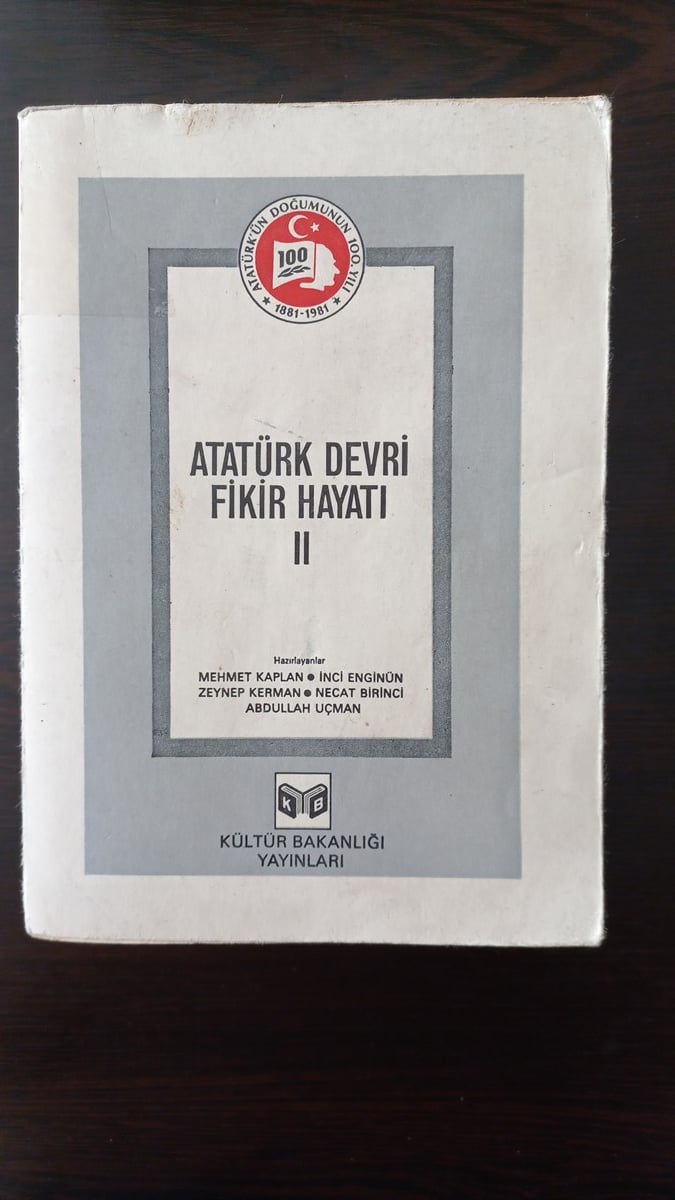 ATATÜRK'ÜN DOĞUMUNUN 100. YILI
100
★ 1881-1981 ★
ATATÜRK DEVRİ
FİKİR HAYATI
II
Hazırlayanlar
MEHMET KAPLAN ● İNCİ ENGİNÜN
ZEYNEP KERMAN ● NECAT BİRİNCİ
ABDULLAH UÇMAN
K B
KÜLTÜR BAKANLIĞI
YAYINLARI